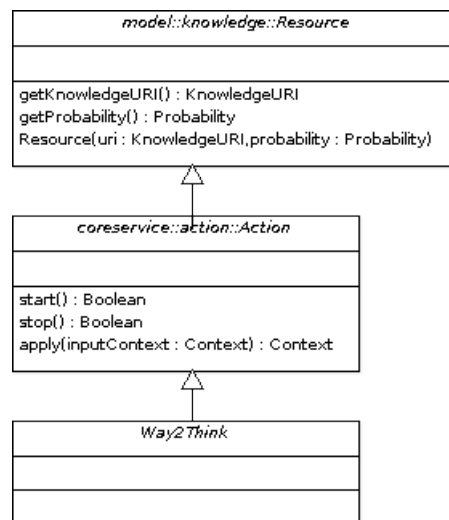 model::knowledge::Resource
getKnowledgeURI() : KnowledgeURI
getProbability() : Probability
Resource(uri : KnowledgeURI,probability : Probability)
coreservice::action::Action
start() : Boolean
stop() : Boolean
apply(inputContext : Context) : Context
Way2Think